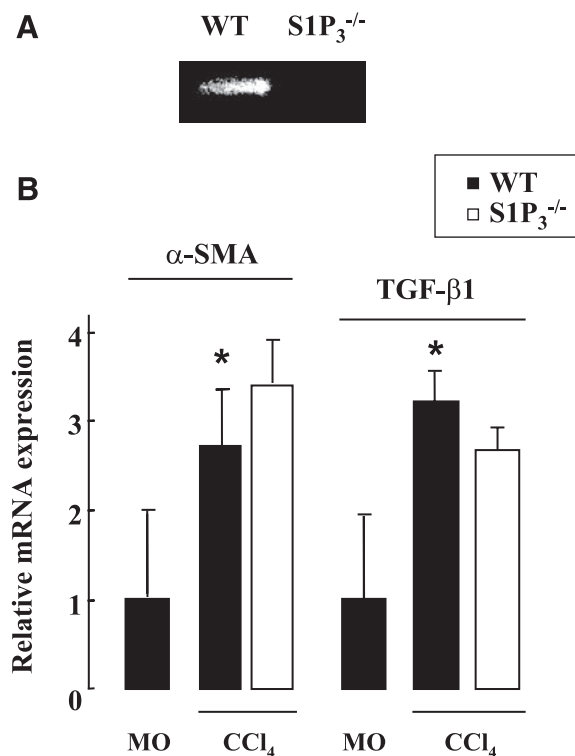 A
WT S1P₃⁻/⁻
B
■ WT
□ S1P₃⁻/⁻
α-SMA
TGF-β1
Relative mRNA expression
4
3
2
1
0
*
*
MO CCl₄ MO CCl₄